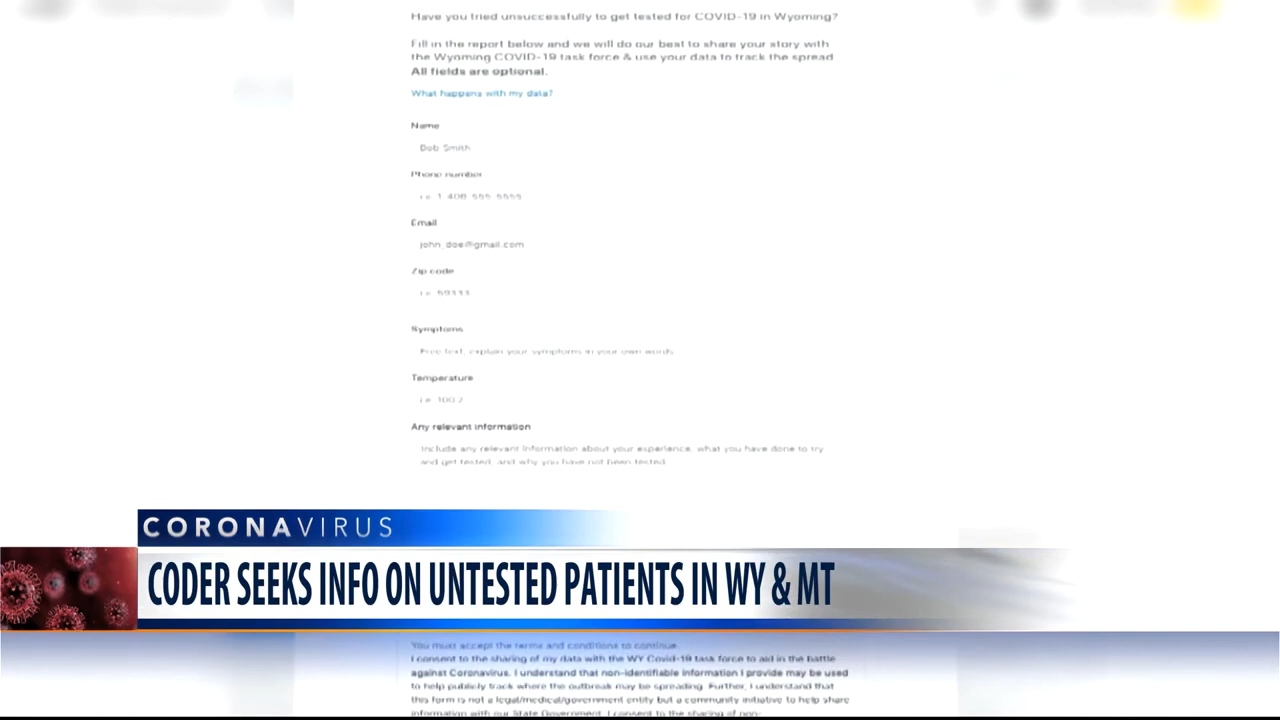 Have you tried unsuccessfully to get tested for COVID-19 in Wyoming?
Fill in the report below and we will do our best to share your story with
the Wyoming COVID-19 task force & use your data to track the spread
All fields are optional.
What happens with my data?
Name
Bob Smith
Phone number
Email
john_doe@gmail.com
Zip code
Symptoms
Free text, explain your symptoms in your own words
Temperature
i.e. 100.2
Any relevant information
Include any relevant information about your experience, what you have done to try
and get tested, and why you have not been tested
CORONAVIRUS
CODER SEEKS INFO ON UNTESTED PATIENTS IN WY & MT
You must accept the terms and conditions to continue.
I consent to the sharing of my data with the WY Covid-19 task force to aid in the battle
against Coronavirus. I understand that non-identifiable information I provide may be used
to help publicly track where the outbreak may be spreading. Further, I understand that
this form is not a legal/medical/government entity but a community initiative to help share
information with our State Government. I consent to the sharing of non-